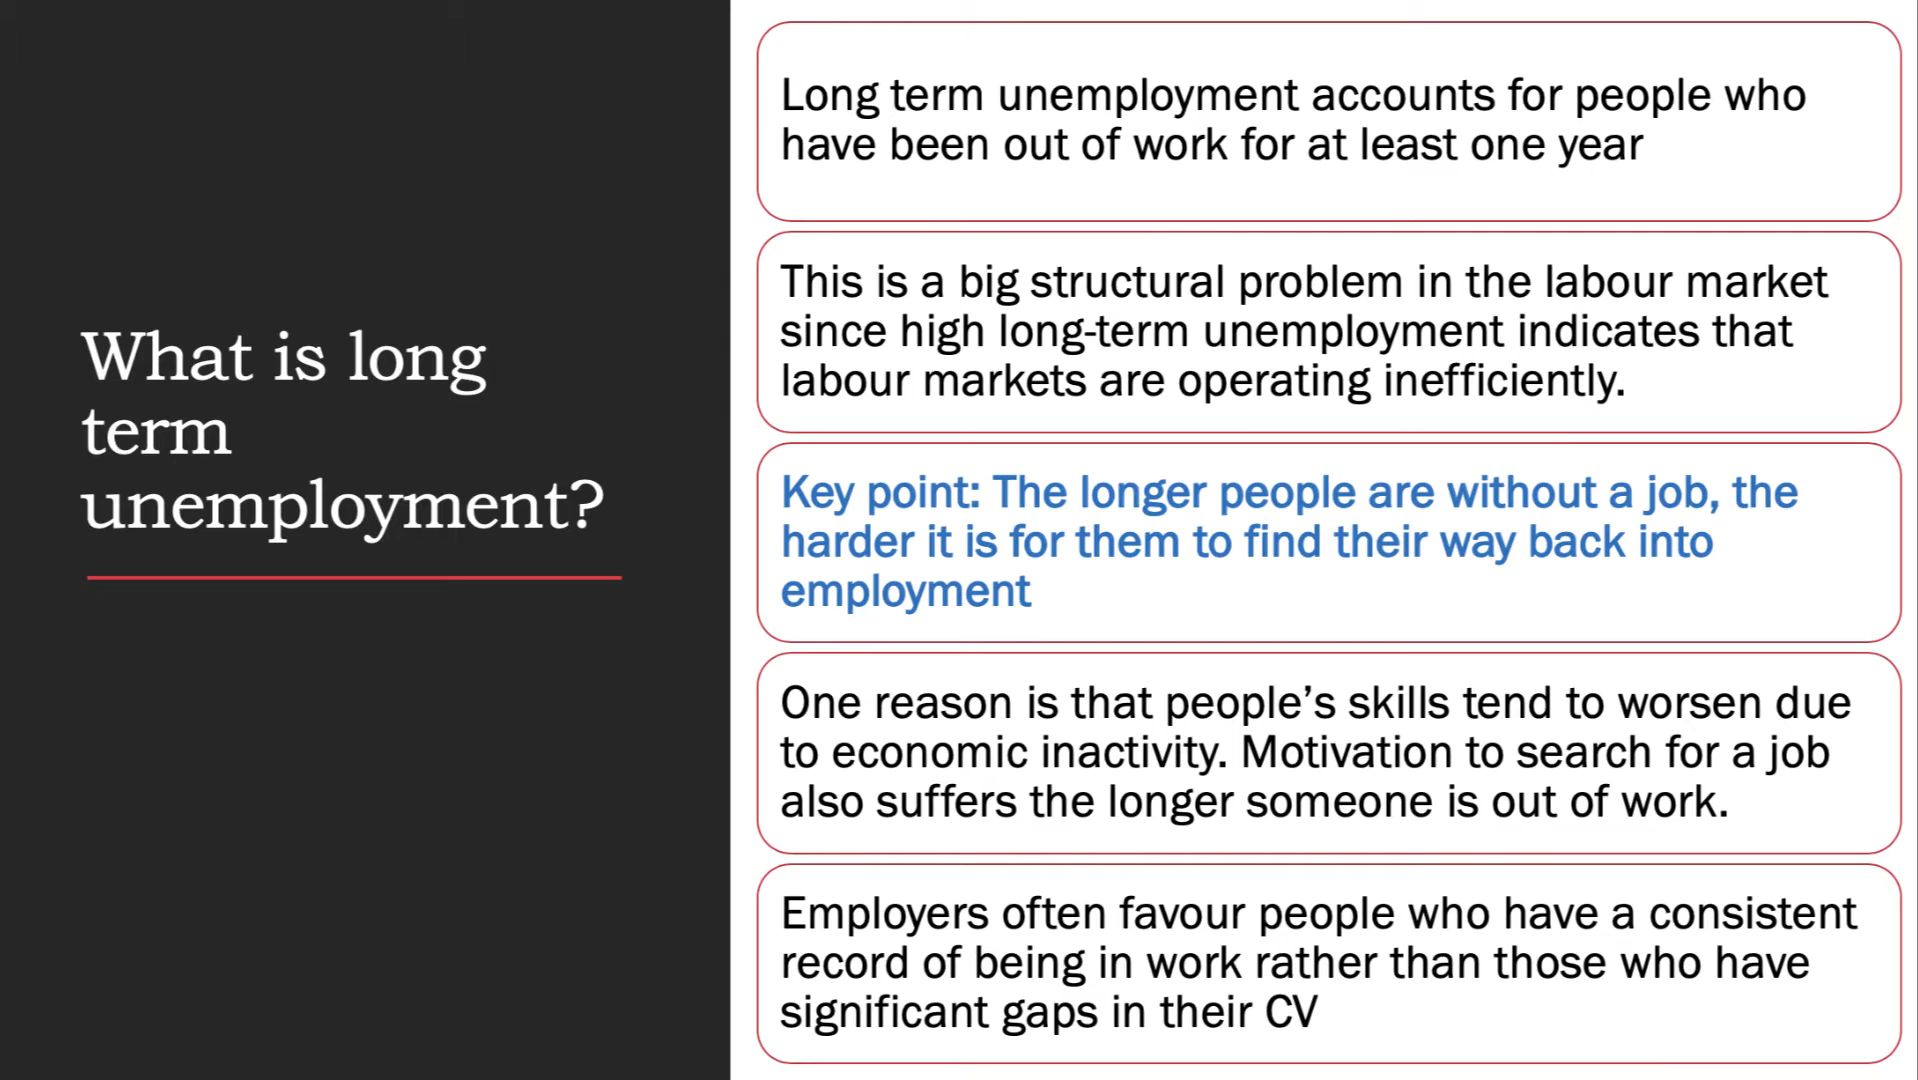 What is long
term
unemployment?
Long term unemployment accounts for people who
have been out of work for at least one year
This is a big structural problem in the labour market
since high long-term unemployment indicates that
labour markets are operating inefficiently.
Key point: The longer people are without a job, the
harder it is for them to find their way back into
employment
One reason is that people’s skills tend to worsen due
to economic inactivity. Motivation to search for a job
also suffers the longer someone is out of work.
Employers often favour people who have a consistent
record of being in work rather than those who have
significant gaps in their CV